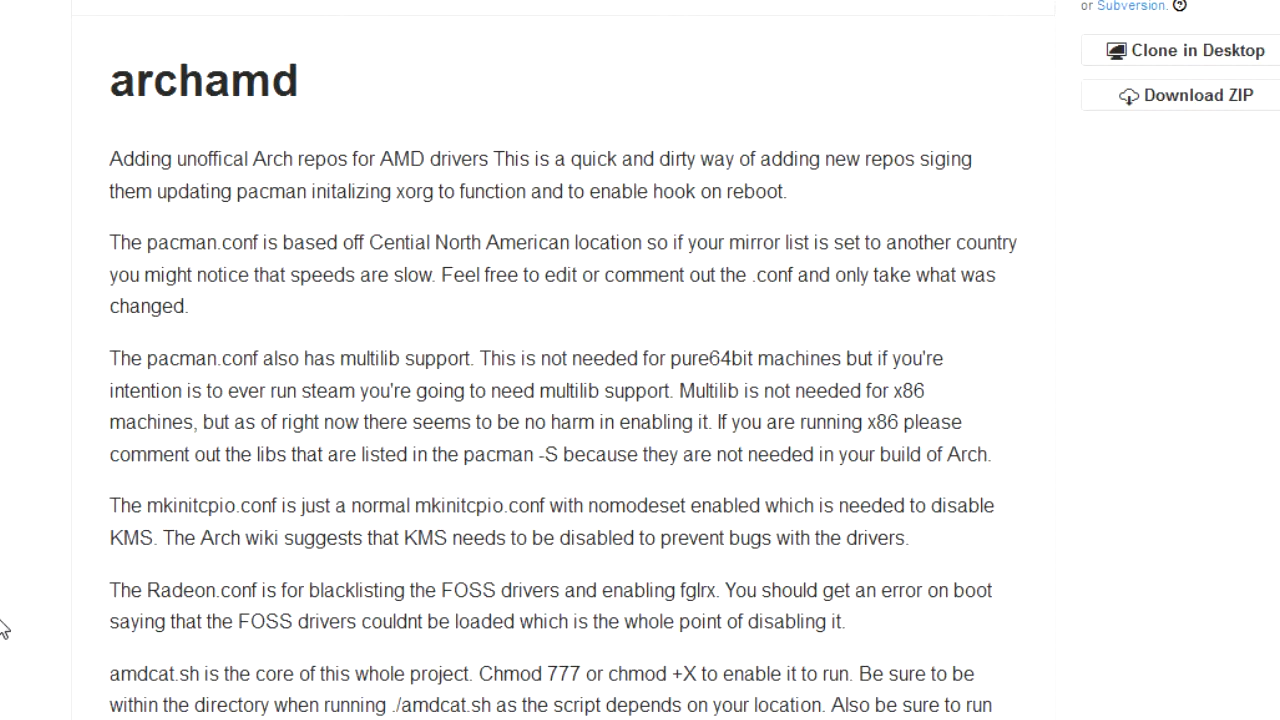 or Subversion.
Clone in Desktop
Download ZIP
archamd
Adding unoffical Arch repos for AMD drivers This is a quick and dirty way of adding new repos siging
them updating pacman initalizing xorg to function and to enable hook on reboot.
The pacman.conf is based off Cential North American location so if your mirror list is set to another country
you might notice that speeds are slow. Feel free to edit or comment out the .conf and only take what was
changed.
The pacman.conf also has multilib support. This is not needed for pure64bit machines but if you're
intention is to ever run steam you're going to need multilib support. Multilib is not needed for x86
machines, but as of right now there seems to be no harm in enabling it. If you are running x86 please
comment out the libs that are listed in the pacman -S because they are not needed in your build of Arch.
The mkinitcpio.conf is just a normal mkinitcpio.conf with nomodeset enabled which is needed to disable
KMS. The Arch wiki suggests that KMS needs to be disabled to prevent bugs with the drivers.
The Radeon.conf is for blacklisting the FOSS drivers and enabling fglrx. You should get an error on boot
saying that the FOSS drivers couldnt be loaded which is the whole point of disabling it.
amdcat.sh is the core of this whole project. Chmod 777 or chmod +X to enable it to run. Be sure to be
within the directory when running ./amdcat.sh as the script depends on your location. Also be sure to run